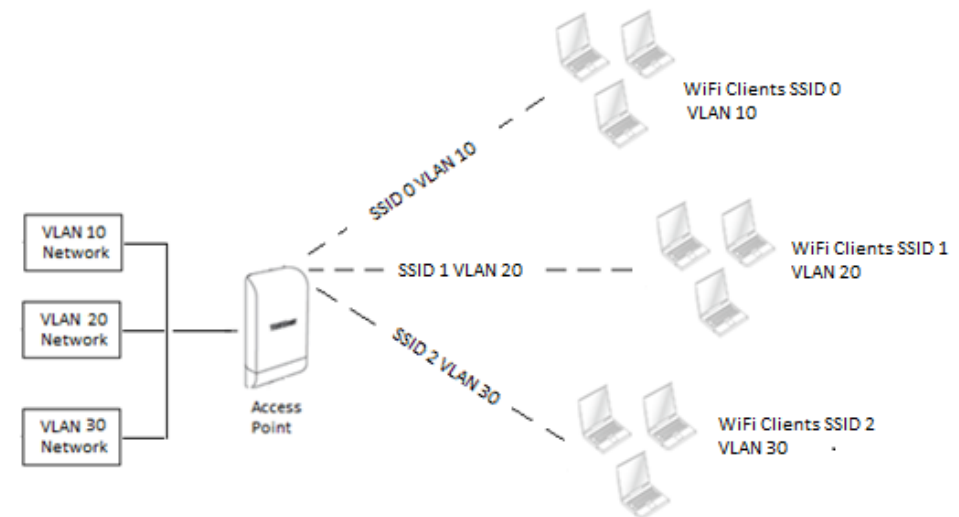 WiFi Clients SSID 0
VLAN 10
SSID 0 VLAN 10
VLAN 10
Network
WiFi Clients SSID 1
VLAN 20
SSID 1 VLAN 20
VLAN 20
Network
SSID 2 VLAN 30
Access
Point
VLAN 30
Network
WiFi Clients SSID 2
VLAN 30